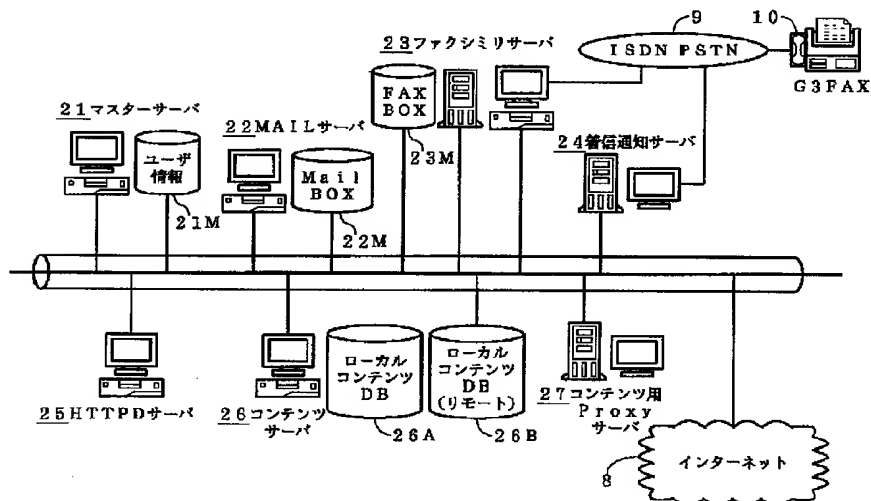 9
10
23ファクシミリサーバ
ISDN PSTN
G3FAX
FAX
BOX
23M
21マスターサーバ
ユーザ
情報
21M
22MAILサーバ
Mail
BOX
22M
24着信通知サーバ
25HTTPDサーバ
26コンテンツ
サーバ
ローカル
コンテンツ
DB
26A
ローカル
コンテンツ
DB
(リモート)
26B
27コンテンツ用
Proxy
サーバ
インターネット
8